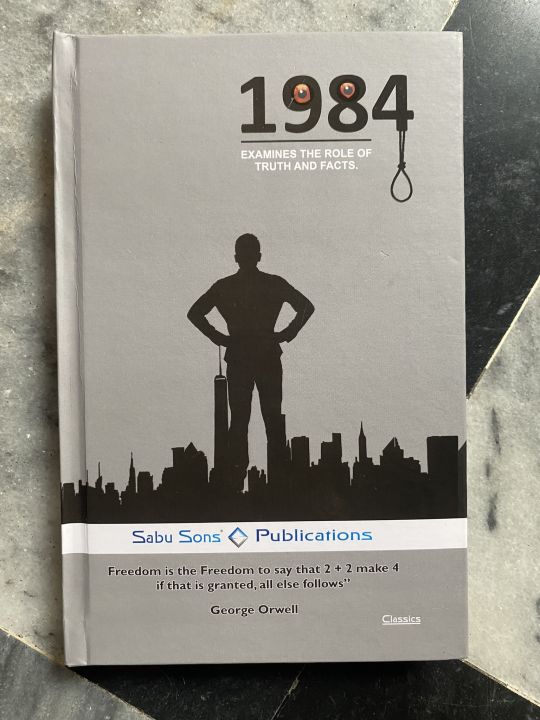 1984
EXAMINES THE ROLE OF
TRUTH AND FACTS.
Sabu Sons Publications
Freedom is the Freedom to say that 2 + 2 make 4
if that is granted, all else follows”
George Orwell
Classics